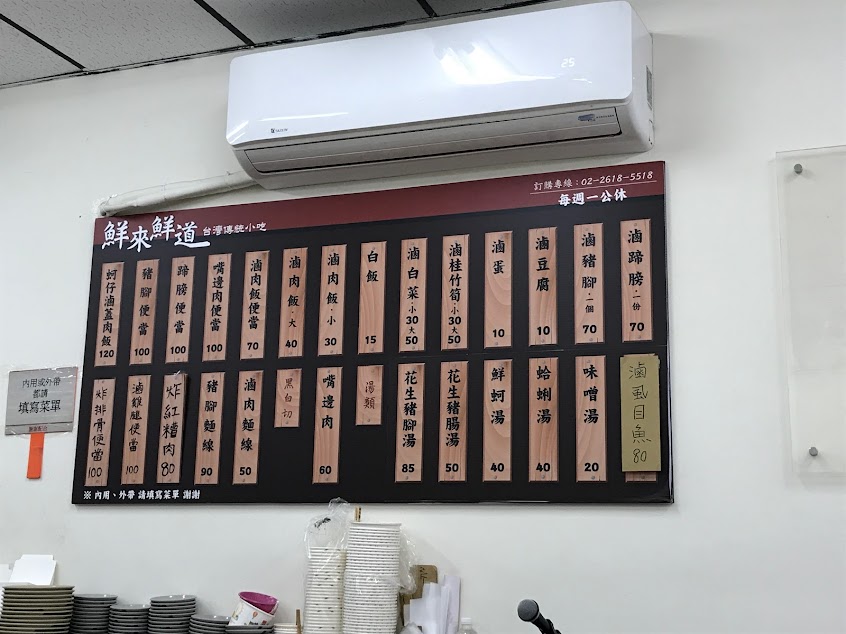 25
訂購專線：02-2618-5518
每週一公休
鮮來鮮道 台灣傳統小吃
滷蹄膀．一份 70
滷豬腳．一個 70
滷豆腐 10
滷蛋 10
滷桂竹筍 小30 大50
滷白菜 小30 大50
白飯 15
滷肉飯．小 30
滷肉飯．大 40
滷肉飯便當 70
嘴邊肉便當 100
蹄膀便當 100
豬腳便當 100
蚵仔滷蓋肉飯 120
滷虱目魚 80
味噌湯 20
蛤蜊湯 40
鮮蚵湯 40
花生豬腸湯 50
花生豬腳湯 85
湯類
嘴邊肉 60
黑白切
滷肉麵線 50
豬腳麵線 90
炸紅糟肉 80
滷雞腿便當 100
炸排骨便當 100
※ 內用、外帶 請填寫菜單 謝謝
內用或外帶
都請
填寫菜單